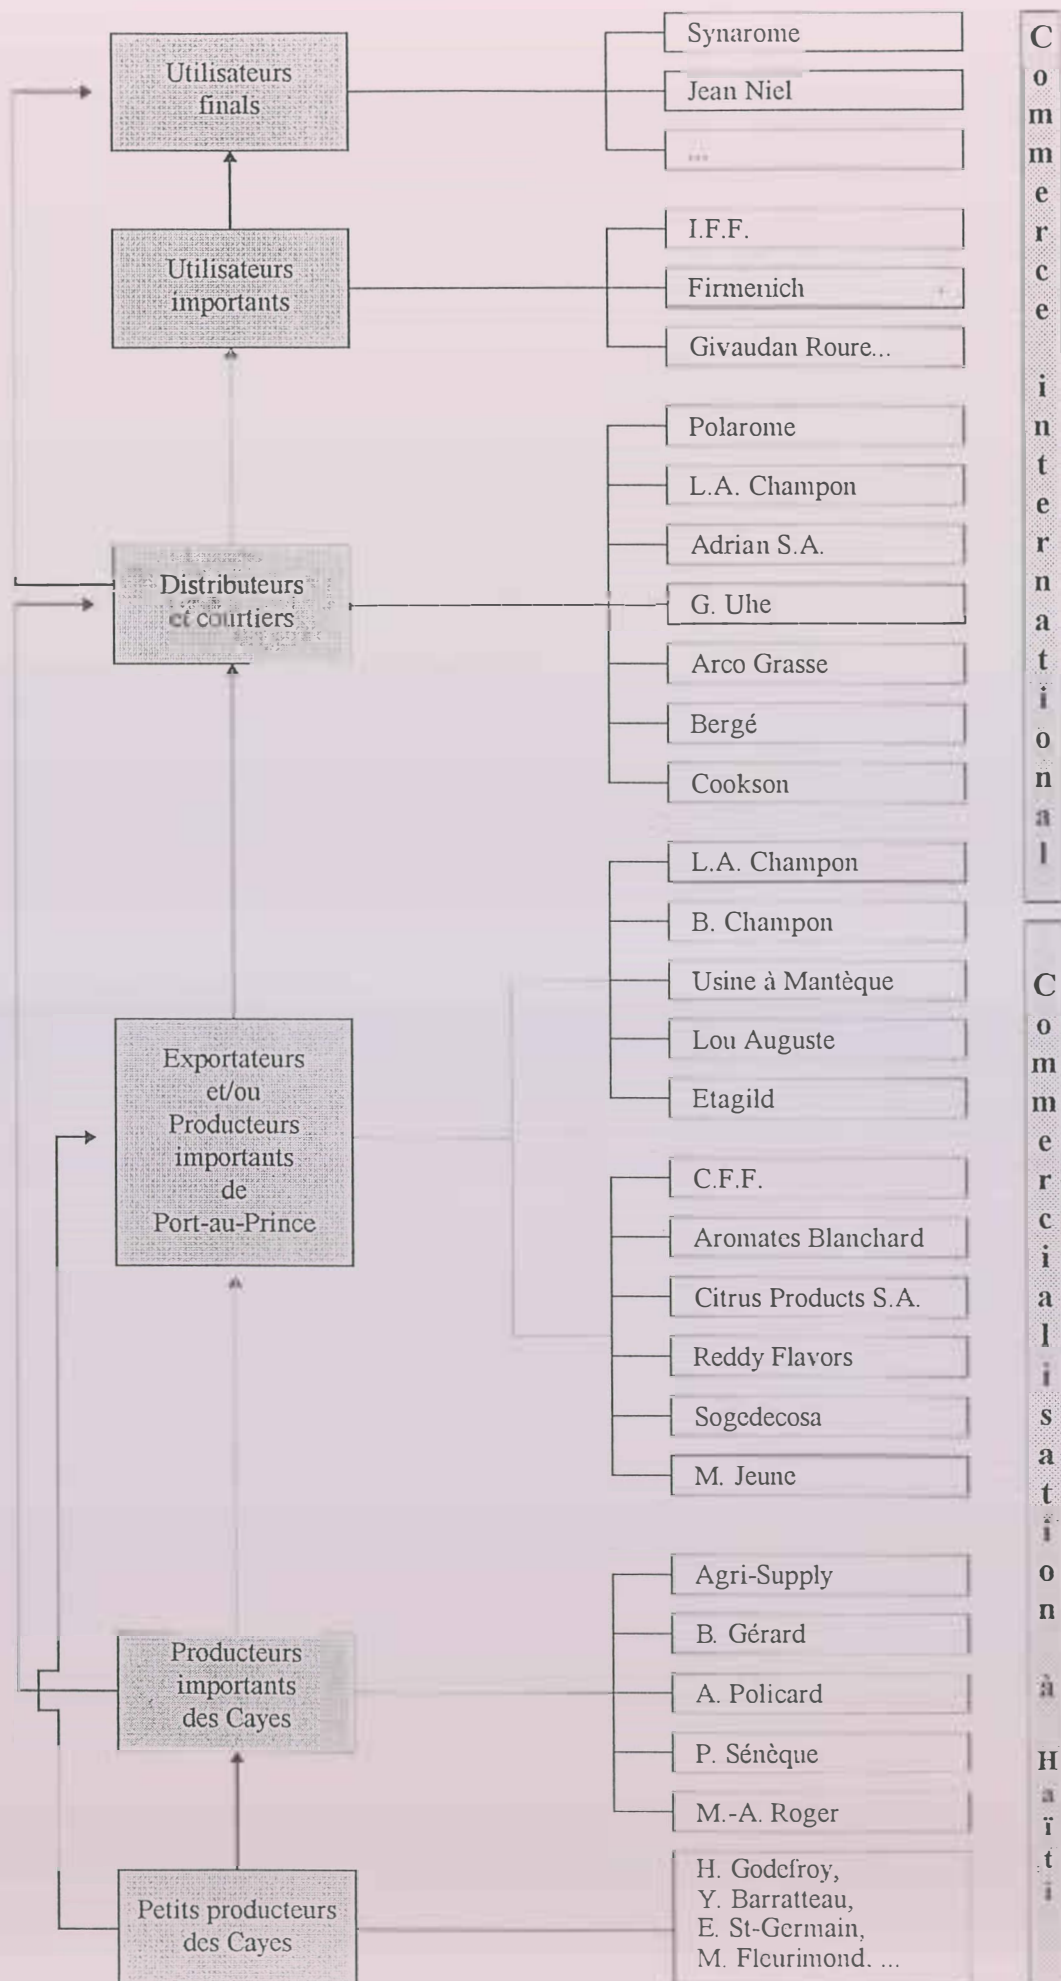 Utilisateurs
finals
Synarome
Jean Niel
...
Utilisateurs
importants
I.F.F.
Firmenich
Givaudan Roure...
Distributeurs
et courtiers
Polarome
L.A. Champon
Adrian S.A.
G. Uhe
Arco Grasse
Bergé
Cookson
Exportateurs
et/ou
Producteurs
importants
de
Port-au-Prince
L.A. Champon
B. Champon
Usine à Mantèque
Lou Auguste
Etagild
C.F.F.
Aromates Blanchard
Citrus Products S.A.
Reddy Flavors
Sogedecosa
M. Jeune
Producteurs
importants
des Cayes
Agri-Supply
B. Gérard
A. Policard
P. Sénèque
M.-A. Roger
Petits producteurs
des Cayes
H. Godefroy,
Y. Barratteau,
E. St-Germain,
M. Fleurimond. ...
Commerce international
Commercialisation à Haïti